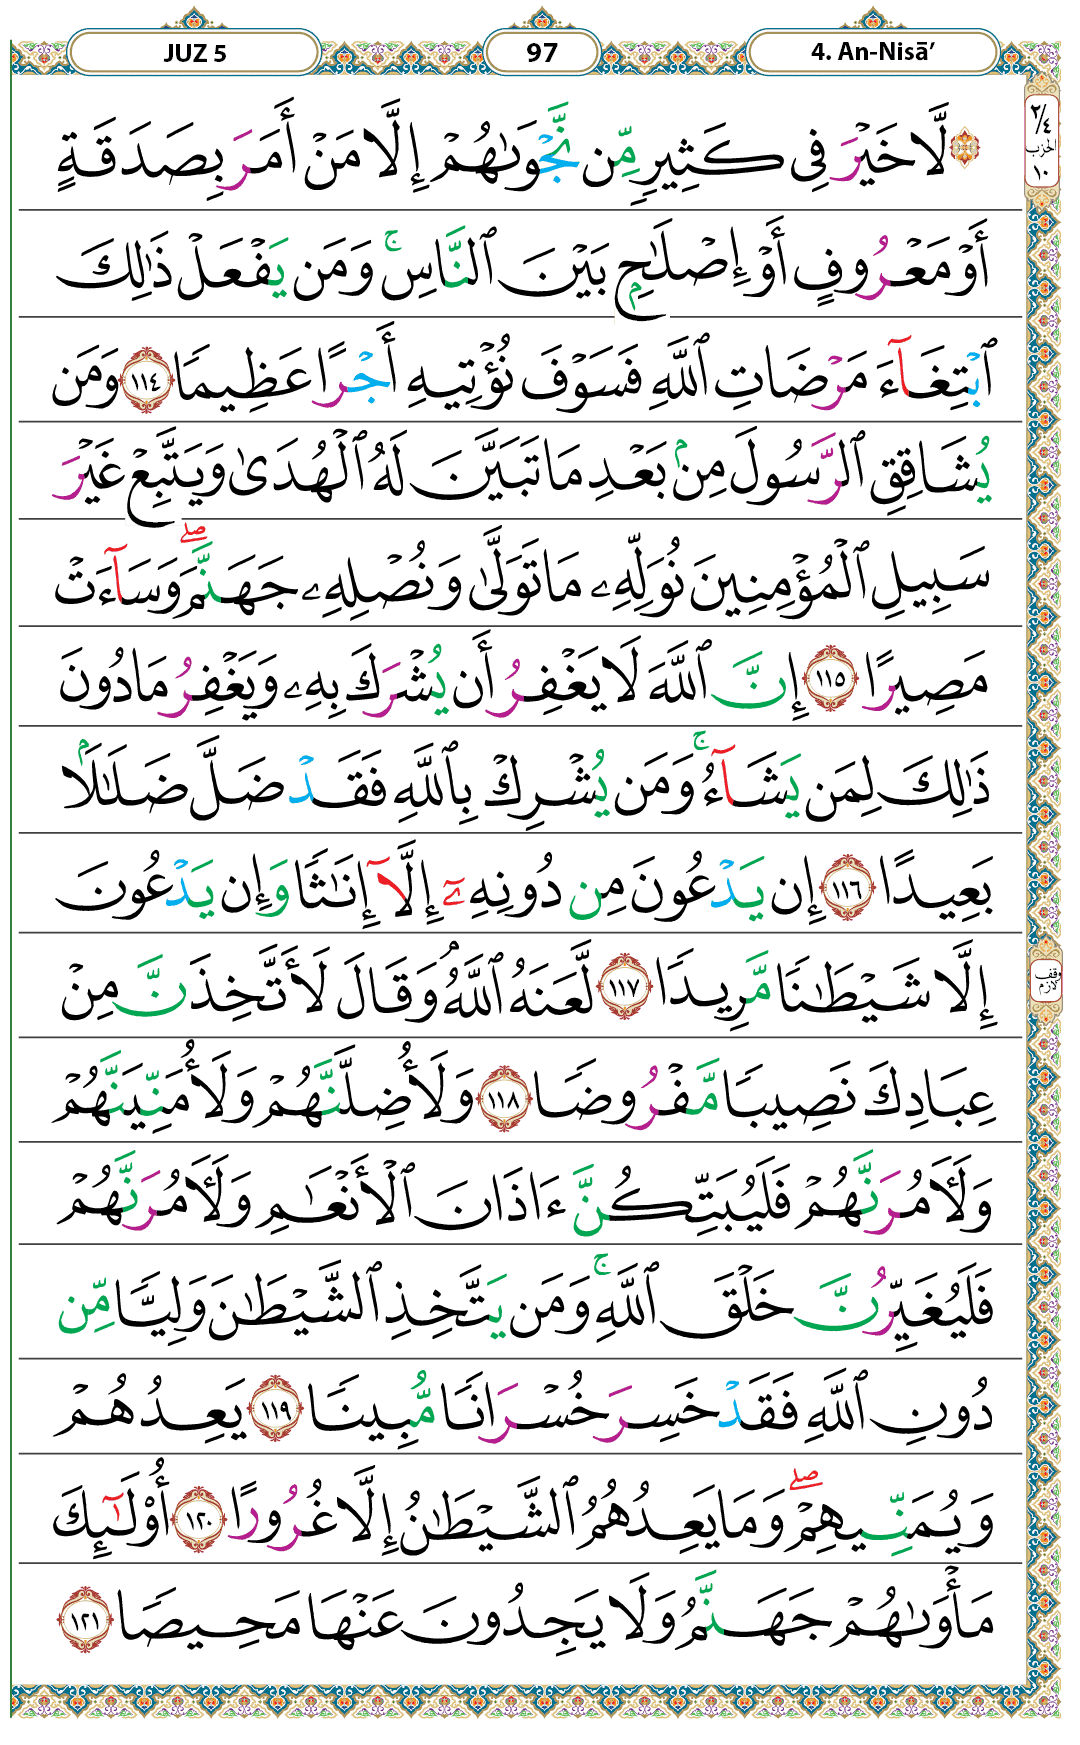 JUZ 5 97 4. An-Nisā’
٢/٤
الحزب
١٠
۞ لَّا خَيْرَ فِى كَثِيرٍ مِّن نَّجْوَىٰهُمْ إِلَّا مَنْ أَمَرَ بِصَدَقَةٍ
أَوْ مَعْرُوفٍ أَوْ إِصْلَٰحٍۭ بَيْنَ ٱلنَّاسِ ۚ وَمَن يَفْعَلْ ذَٰلِكَ
ٱبْتِغَآءَ مَرْضَاتِ ٱللَّهِ فَسَوْفَ نُؤْتِيهِ أَجْرًا عَظِيمًا ١١٤ وَمَن
يُشَاقِقِ ٱلرَّسُولَ مِنۢ بَعْدِ مَا تَبَيَّنَ لَهُ ٱلْهُدَىٰ وَيَتَّبِعْ غَيْرَ
سَبِيلِ ٱلْمُؤْمِنِينَ نُوَلِّهِۦ مَا تَوَلَّىٰ وَنُصْلِهِۦ جَهَنَّمَ ۖ وَسَآءَتْ
مَصِيرًا ١١٥ إِنَّ ٱللَّهَ لَا يَغْفِرُ أَن يُشْرَكَ بِهِۦ وَيَغْفِرُ مَا دُونَ
ذَٰلِكَ لِمَن يَشَآءُ ۚ وَمَن يُشْرِكْ بِٱللَّهِ فَقَدْ ضَلَّ ضَلَٰلًۢا
بَعِيدًا ١١٦ إِن يَدْعُونَ مِن دُونِهِۦٓ إِلَّآ إِنَٰثًا وَإِن يَدْعُونَ
إِلَّا شَيْطَٰنًا مَّرِيدًا ١١٧ لَّعَنَهُ ٱللَّهُ ۘ وَقَالَ لَأَتَّخِذَنَّ مِنْ
وقف
لازم
عِبَادِكَ نَصِيبًا مَّفْرُوضًا ١١٨ وَلَأُضِلَّنَّهُمْ وَلَأُمَنِّيَنَّهُمْ
وَلَـَٔامُرَنَّهُمْ فَلَيُبَتِّكُنَّ ءَاذَانَ ٱلْأَنْعَٰمِ وَلَـَٔامُرَنَّهُمْ
فَلَيُغَيِّرُنَّ خَلْقَ ٱللَّهِ ۚ وَمَن يَتَّخِذِ ٱلشَّيْطَٰنَ وَلِيًّا مِّن
دُونِ ٱللَّهِ فَقَدْ خَسِرَ خُسْرَانًا مُّبِينًا ١١٩ يَعِدُهُمْ
وَيُمَنِّيهِمْ ۖ وَمَا يَعِدُهُمُ ٱلشَّيْطَٰنُ إِلَّا غُرُورًا ١٢٠ أُو۟لَٰٓئِكَ
مَأْوَىٰهُمْ جَهَنَّمُ وَلَا يَجِدُونَ عَنْهَا مَحِيصًا ١٢١